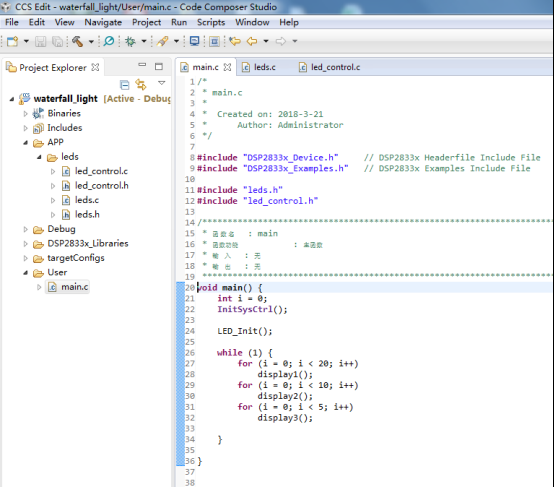 CCS Edit - waterfall_light/User/main.c - Code Composer Studio
File Edit View Navigate Project Run Scripts Window Help
Project Explorer
waterfall_light [Active - Debug
Binaries
Includes
APP
leds
led_control.c
led_control.h
leds.c
leds.h
Debug
DSP2833x_Libraries
targetConfigs
User
main.c
main.c leds.c led_control.c
1 /*
2 * main.c
3 *
4 * Created on: 2018-3-21
5 * Author: Administrator
6 */
7
8 #include "DSP2833x_Device.h" // DSP2833x Headerfile Include File
9 #include "DSP2833x_Examples.h" // DSP2833x Examples Include File
10
11 #include "leds.h"
12 #include "led_control.h"
13
14 /*******************************************************************************
15 * 函数名 : main
16 * 函数功能 : 主函数
17 * 输 入 : 无
18 * 输 出 : 无
19 *******************************************************************************
20 void main() {
21 int i = 0;
22 InitSysCtrl();
23
24 LED_Init();
25
26 while (1) {
27 for (i = 0; i < 20; i++)
28 display1();
29 for (i = 0; i < 10; i++)
30 display2();
31 for (i = 0; i < 5; i++)
32 display3();
33
34 }
35
36 }
37
38